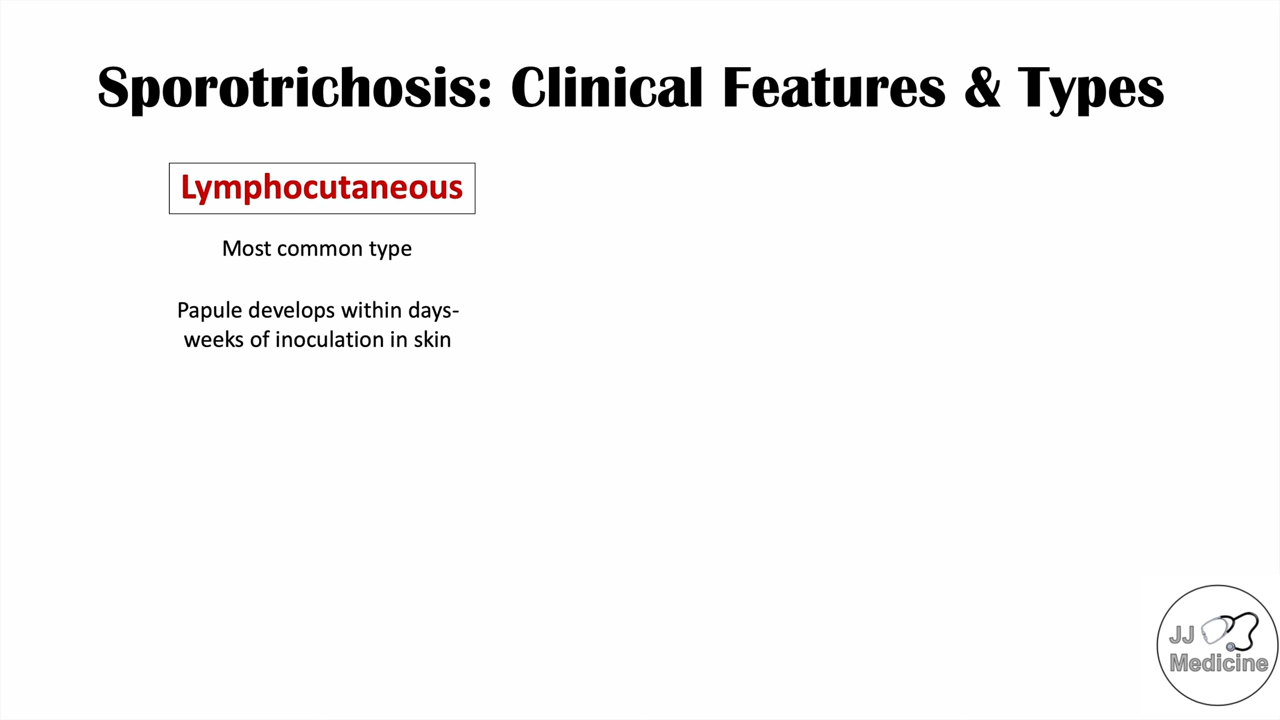 Sporotrichosis: Clinical Features & Types
Lymphocutaneous
Most common type
Papule develops within days-
weeks of inoculation in skin
JJ
Medicine